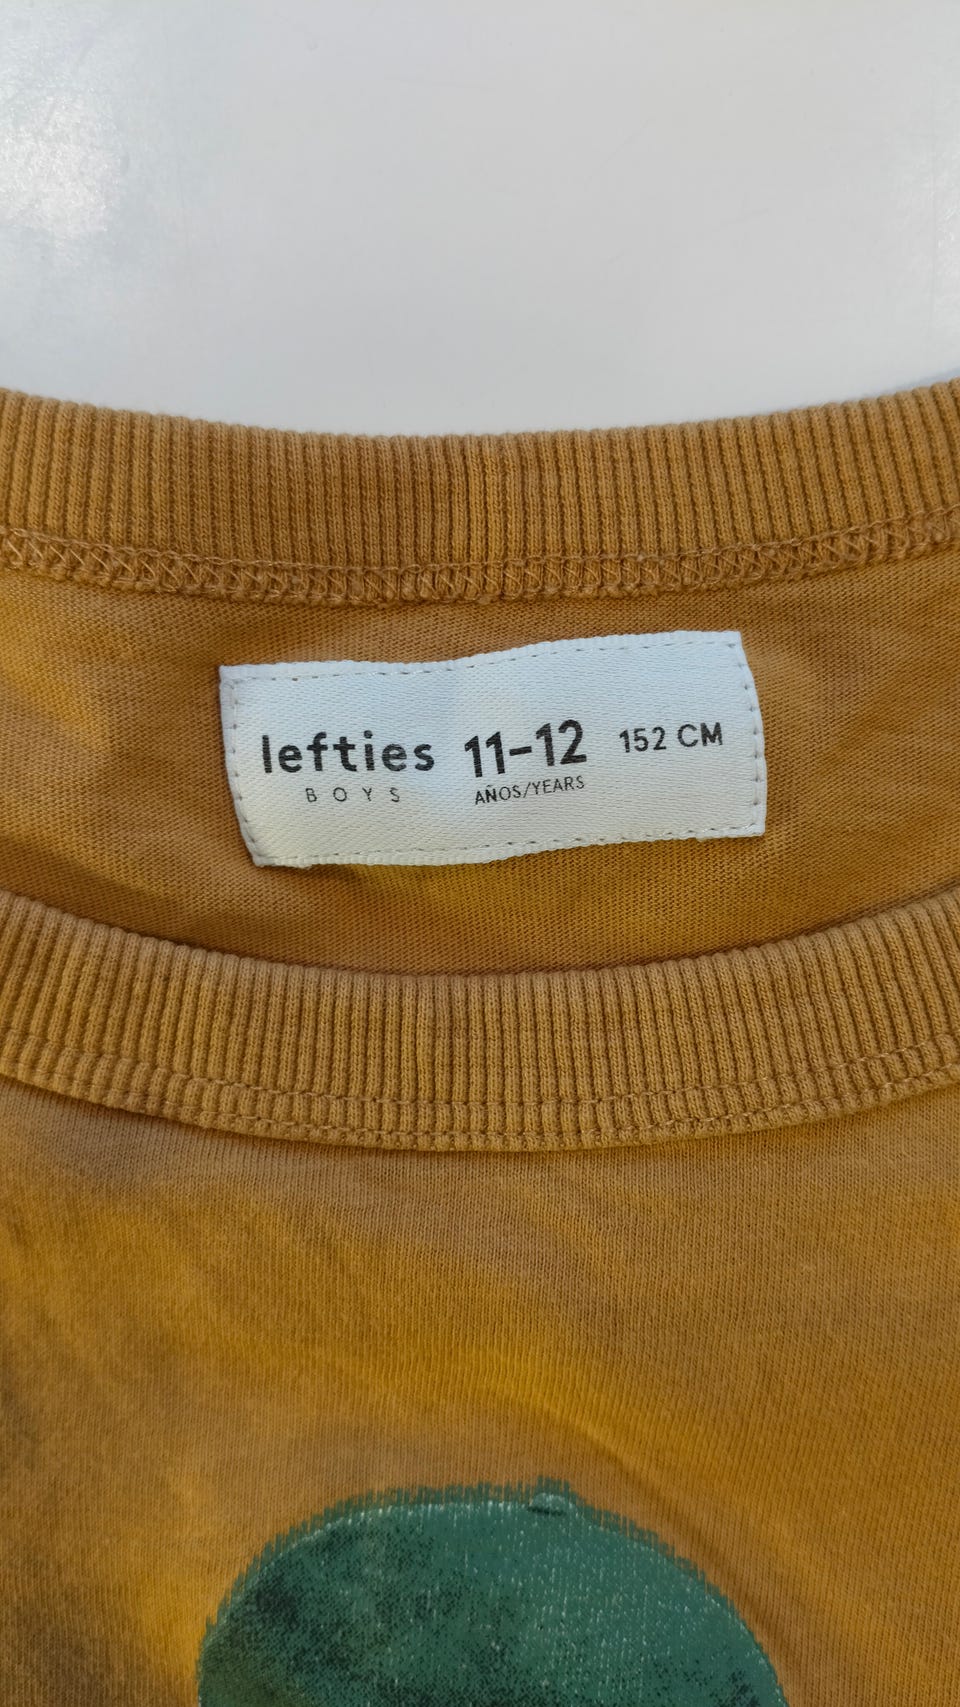 lefties 11-12 152 CM
BOYS AÑOS/YEARS